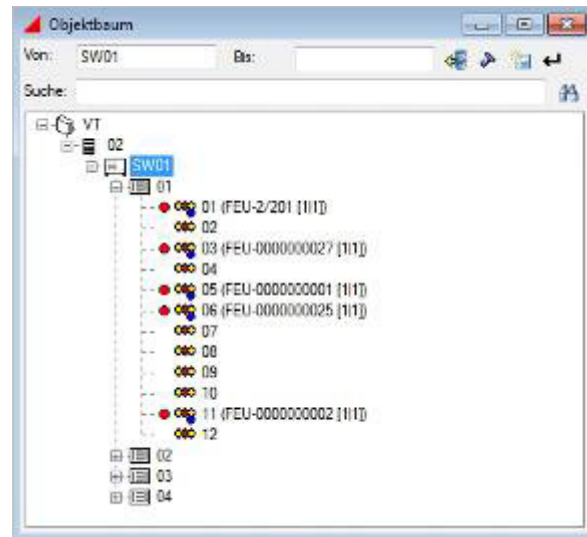 Objektbaum
Von: SW01 Bis:
Suche:
VT
02
SW01
01
01 (FEU-2/201 [1|1])
02
03 (FEU-0000000027 [1|1])
04
05 (FEU-0000000001 [1|1])
06 (FEU-0000000025 [1|1])
07
08
09
10
11 (FEU-0000000002 [1|1])
12
02
03
04